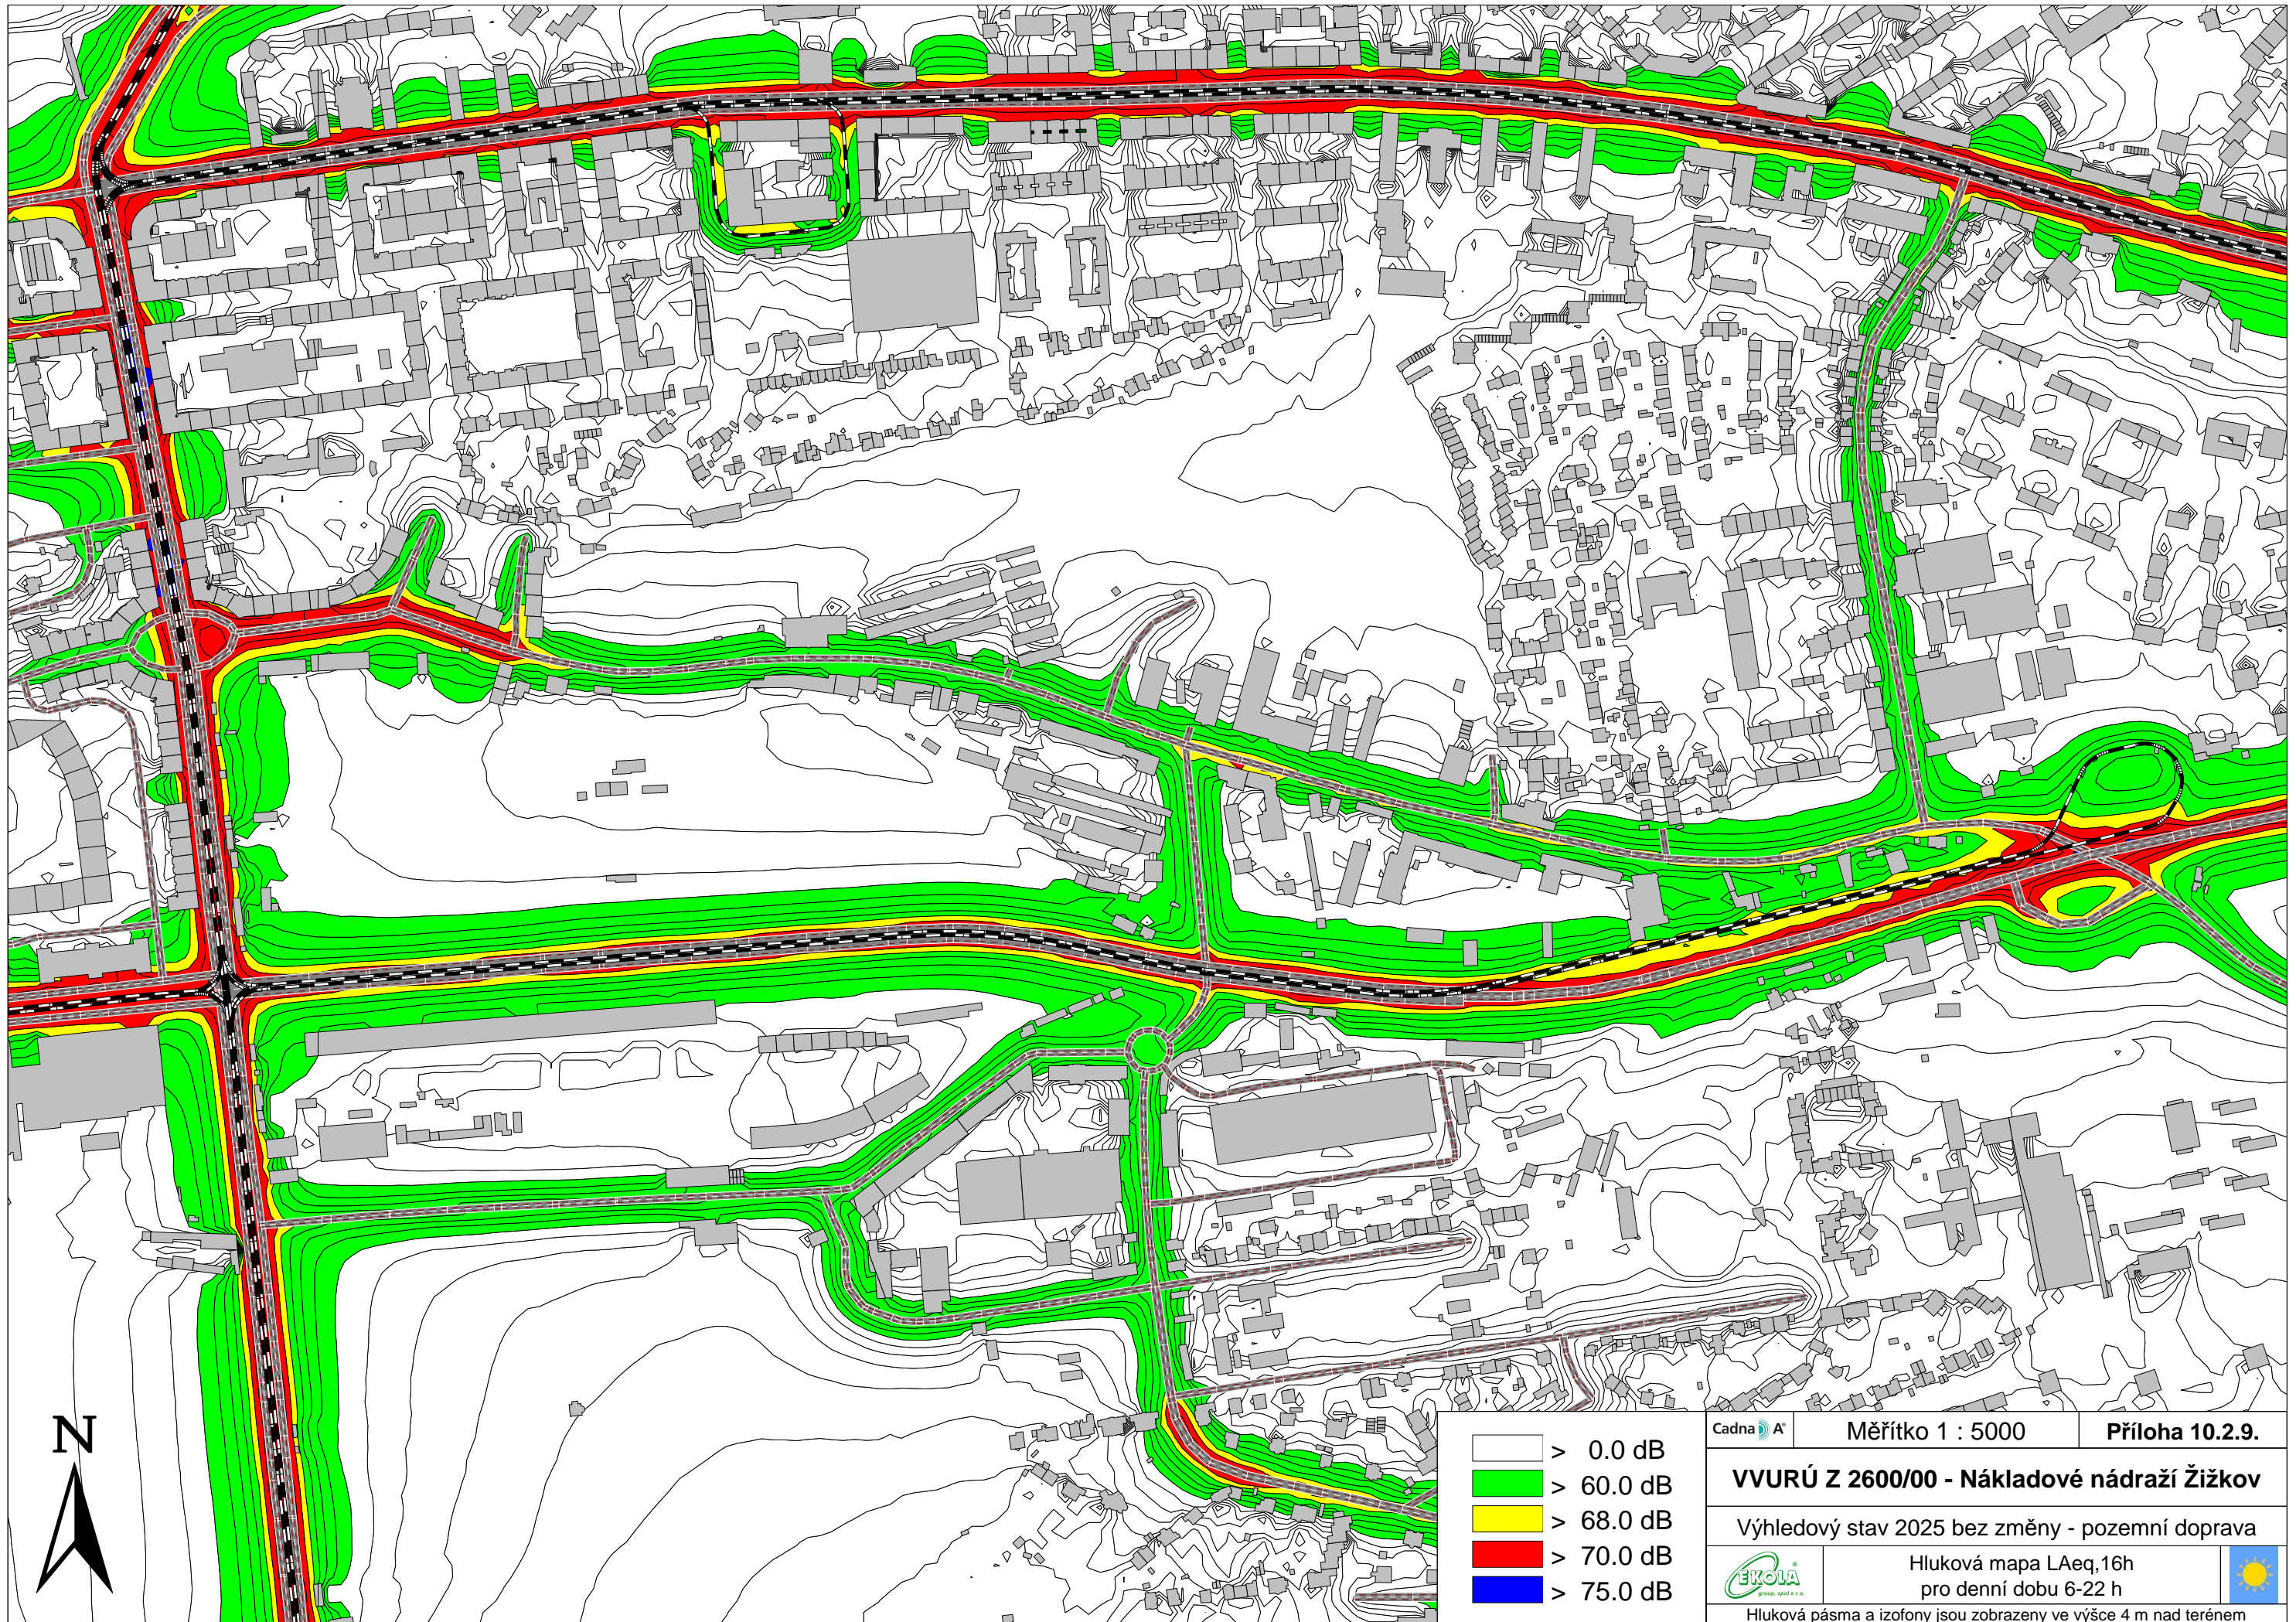 N
> 0.0 dB
> 60.0 dB
> 68.0 dB
> 70.0 dB
> 75.0 dB
Cadna A®
Měřítko 1 : 5000
Příloha 10.2.9.
VVURÚ Z 2600/00 - Nákladové nádraží Žižkov
Výhledový stav 2025 bez změny - pozemní doprava
EKOLA®
group, spol s r.o.
Hluková mapa LAeq,16h
pro denní dobu 6-22 h
Hluková pásma a izofony jsou zobrazeny ve výšce 4 m nad terénem